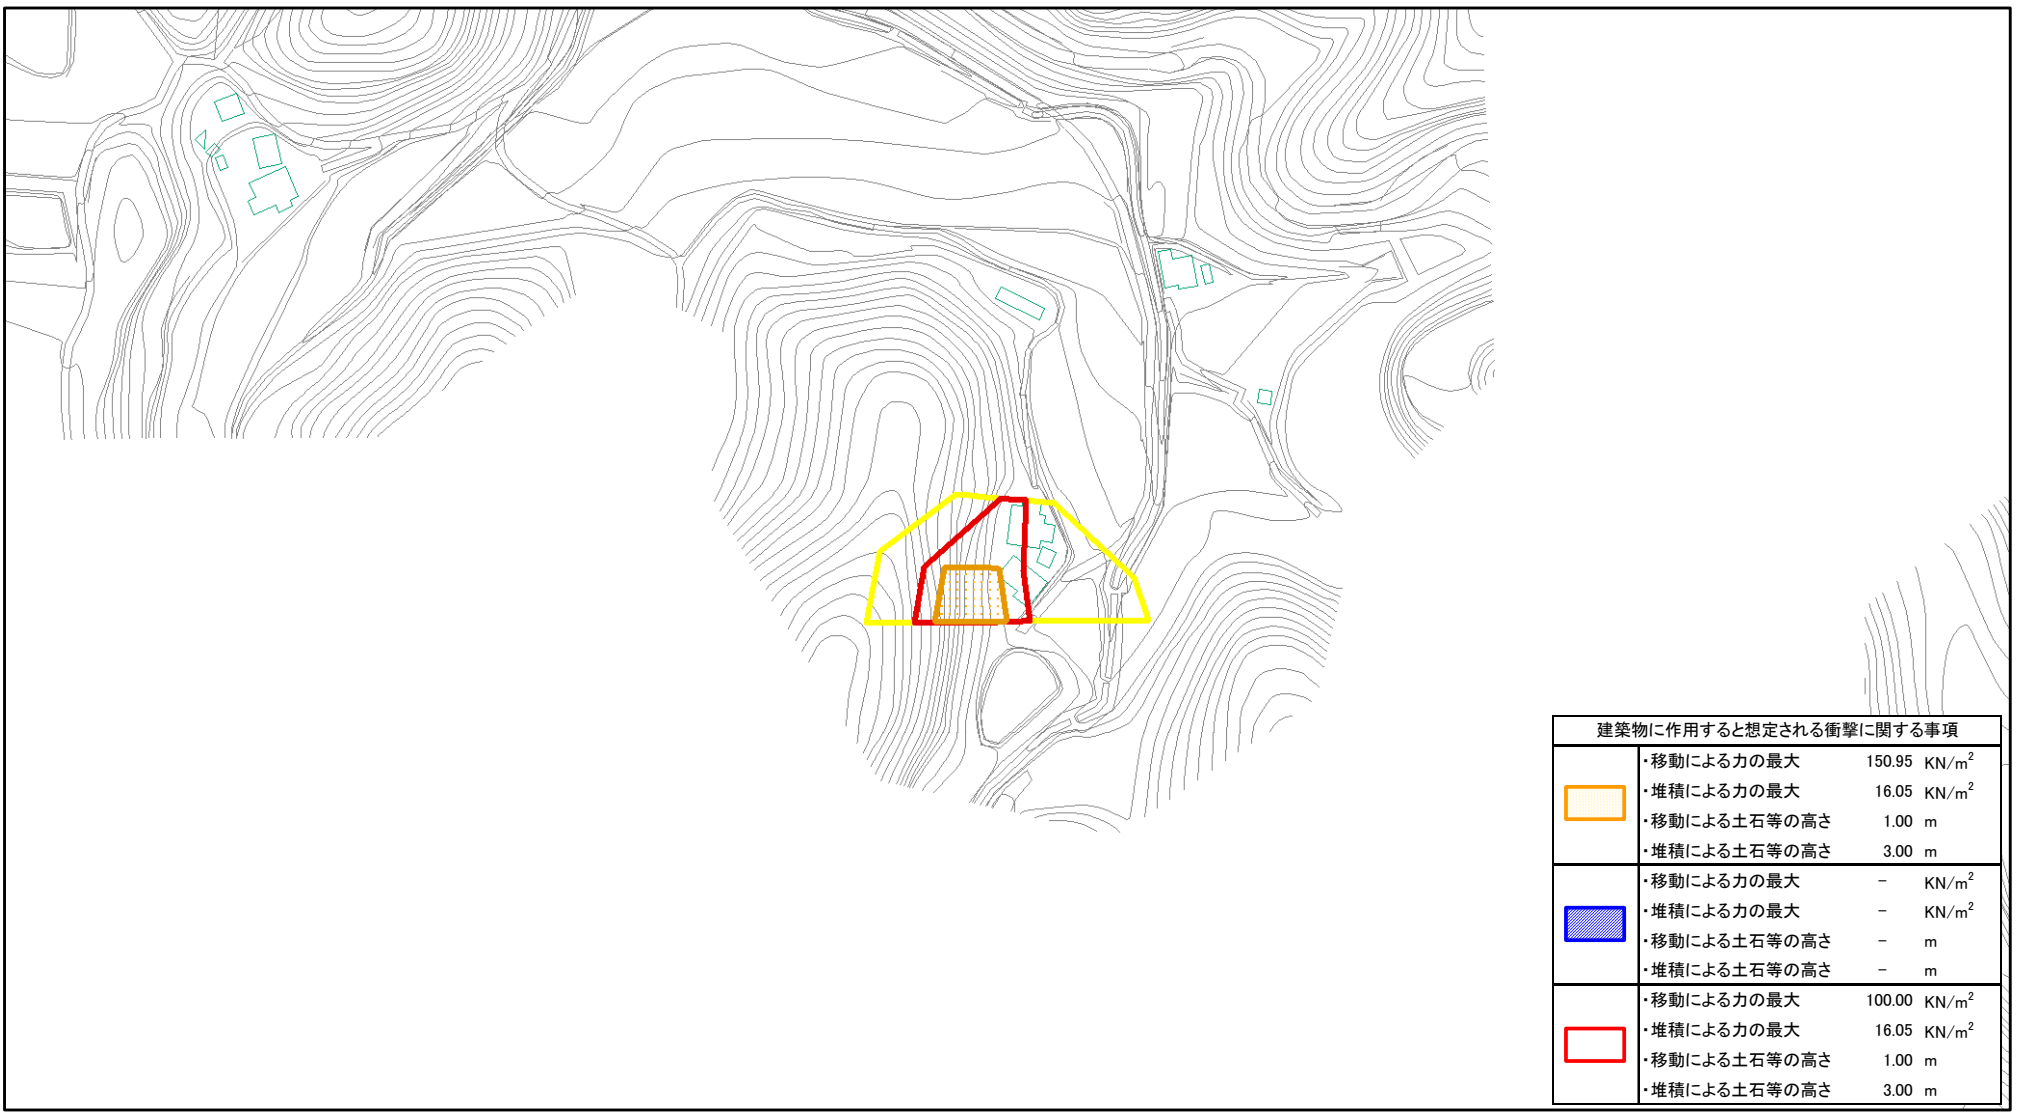 建築物に作用すると想定される衝撃に関する事項
・移動による力の最大 150.95 KN/m²
・堆積による力の最大 16.05 KN/m²
・移動による土石等の高さ 1.00 m
・堆積による土石等の高さ 3.00 m
・移動による力の最大 － KN/m²
・堆積による力の最大 － KN/m²
・移動による土石等の高さ － m
・堆積による土石等の高さ － m
・移動による力の最大 100.00 KN/m²
・堆積による力の最大 16.05 KN/m²
・移動による土石等の高さ 1.00 m
・堆積による土石等の高さ 3.00 m